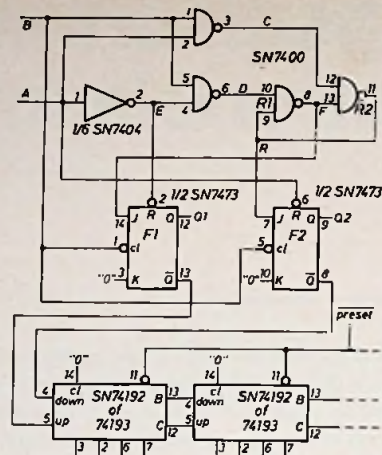 B 1 3 C
2 SN7400
5 6 D 10 8 12 11
A 1 2 4 R1 13 R2
E 9 F
1/6 SN7404 R
1/2 SN7473 1/2 SN7473
2 6
14 J R Q 12 Q1 7 J R Q 9 Q2
F1 F2
1 cl 5 cl
"0" 3 K Q 13 "0" 10 K Q 8
preset
"0" "0"
14 11 14 11
4 cl down B 13 4 cl down B 13
SN74192 SN74192
of of
5 up 74193 C 12 5 up 74193 C 12
3 2 6 7 3 2 6 7